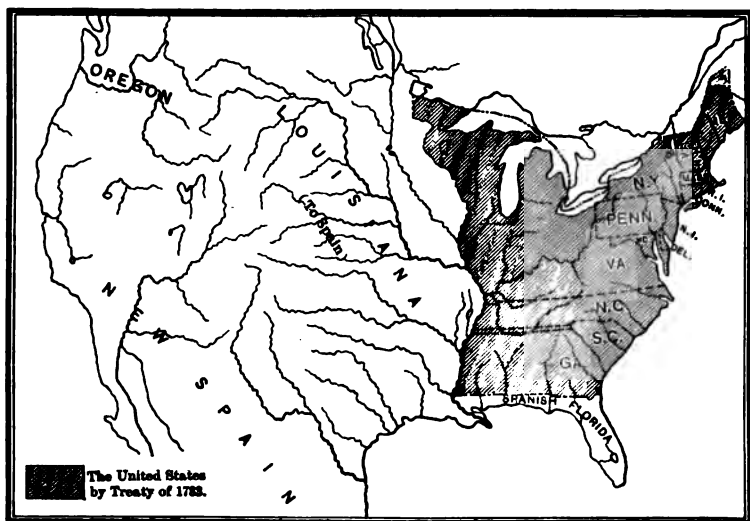 OREGON
LOUISIANA
To Spain
NEW SPAIN
N.Y.
PENN.
R.I.
CONN.
N.J.
DEL.
VA
N.C.
S.C.
GA
SPANISH
FLORIDA
The United States
by Treaty of 1783.